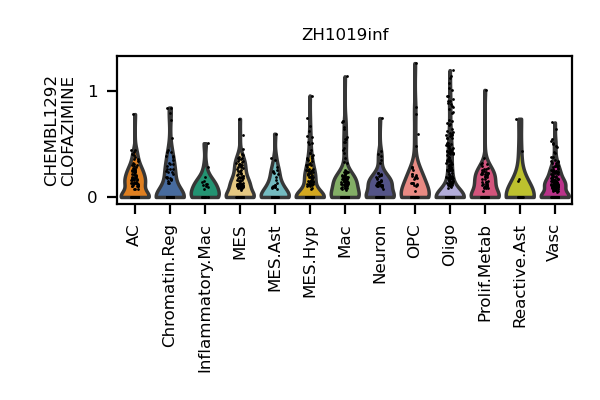 ZH1019inf
CHEMBL1292
CLOFAZIMINE
1
0
AC
Chromatin.Reg
Inflammatory.Mac
MES
MES.Ast
MES.Hyp
Mac
Neuron
OPC
Oligo
Prolif.Metab
Reactive.Ast
Vasc